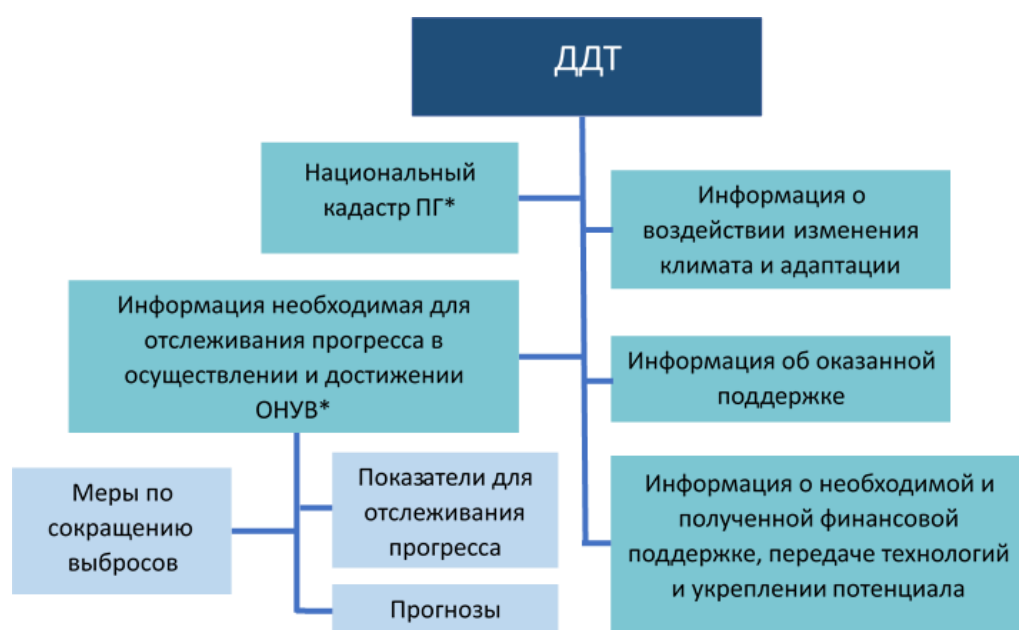 ДДТ
Национальный
кадастр ПГ*
Информация о
воздействии изменения
климата и адаптации
Информация необходимая для
отслеживания прогресса в
осуществлении и достижении
ОНУВ*
Информация об оказанной
поддержке
Меры по
сокращению
выбросов
Показатели для
отслеживания
прогресса
Прогнозы
Информация о необходимой и
полученной финансовой
поддержке, передаче технологий
и укреплении потенциала